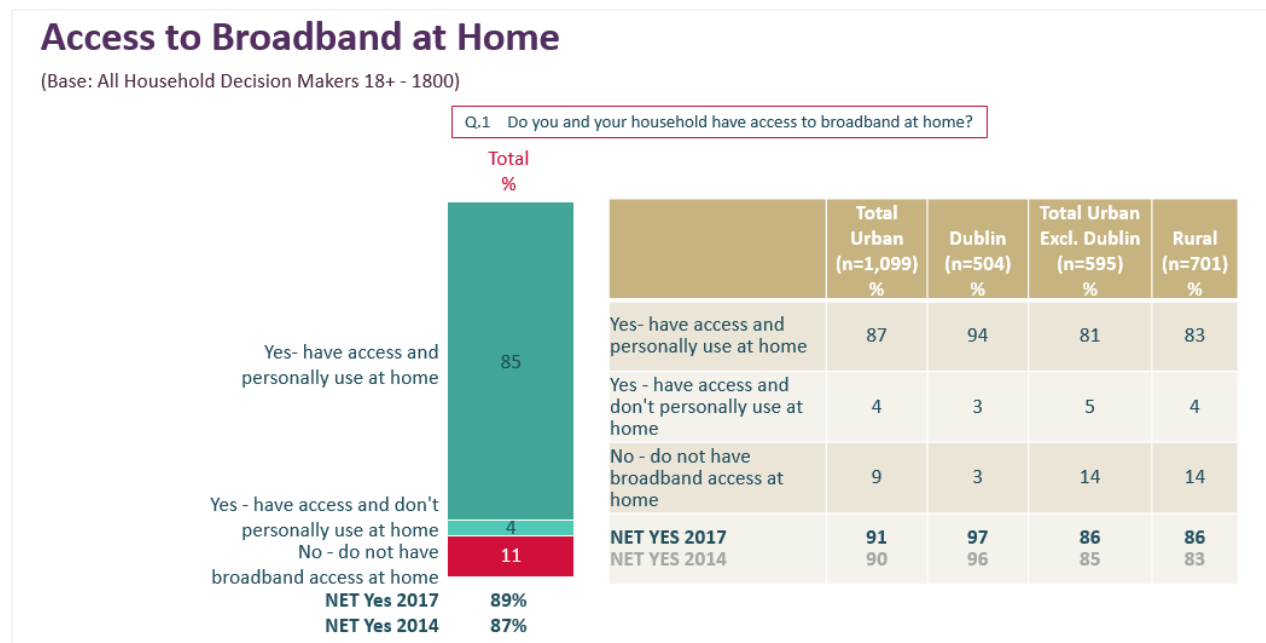 Access to Broadband at Home
(Base: All Household Decision Makers 18+ - 1800)
Q.1 Do you and your household have access to broadband at home?
Total
%
Yes- have access and
personally use at home
85
Yes - have access and don't
personally use at home
4
No - do not have
broadband access at home
11
NET Yes 2017 89%
NET Yes 2014 87%
Total
Urban
(n=1,099)
%
Dublin
(n=504)
%
Total Urban
Excl. Dublin
(n=595)
%
Rural
(n=701)
%
Yes- have access and
personally use at home
87 94 81 83
Yes - have access and
don't personally use at
home
4 3 5 4
No - do not have
broadband access at
home
9 3 14 14
NET YES 2017 91 97 86 86
NET YES 2014 90 96 85 83